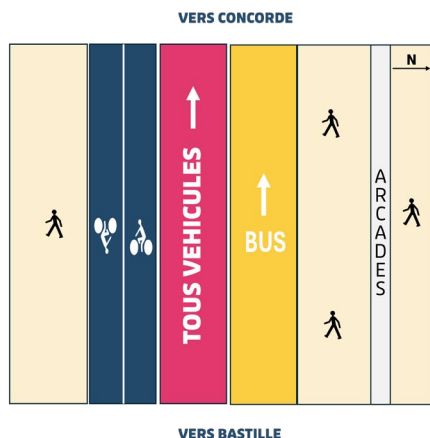 VERS CONCORDE
N
TOUS VEHICULES
BUS
ARCADES
VERS BASTILLE